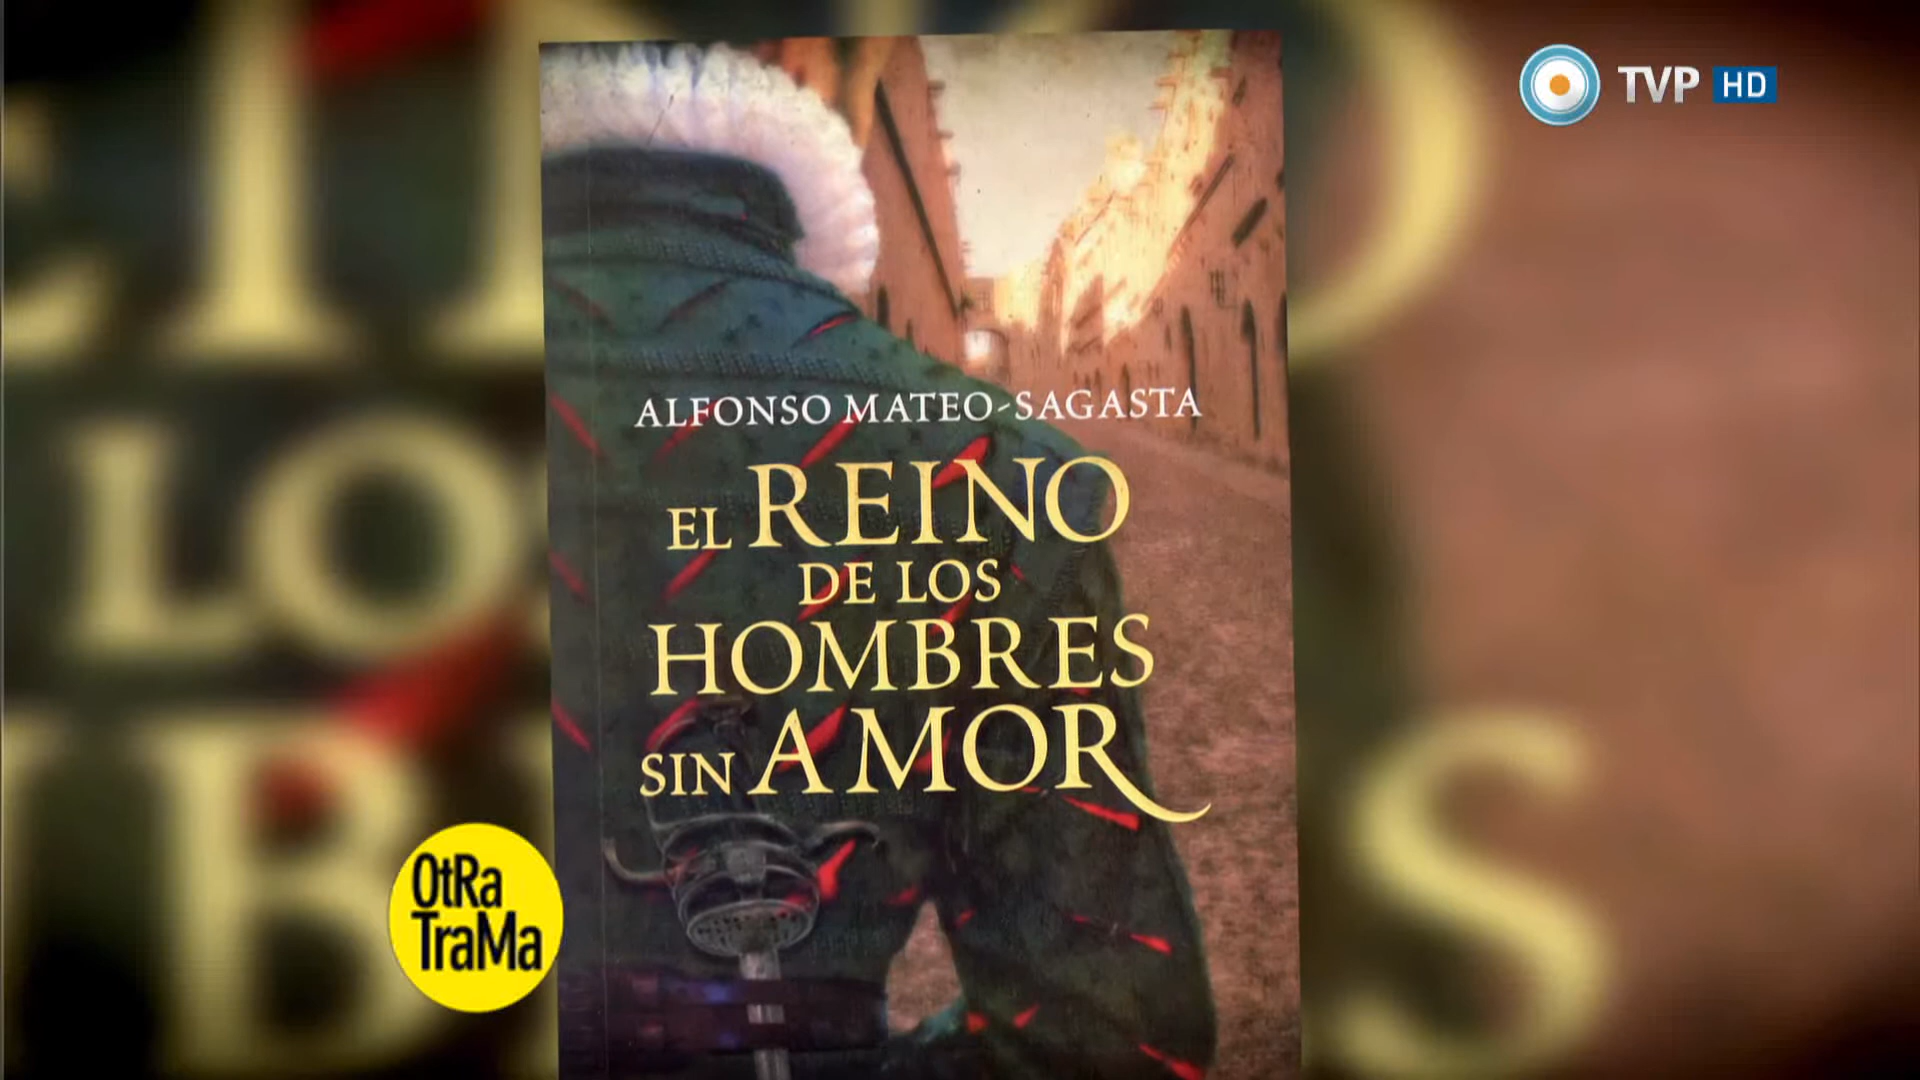 TVP HD
ALFONSO MATEO-SAGASTA
EL REINO
DE LOS
HOMBRES
SIN AMOR
OtRa
TraMa